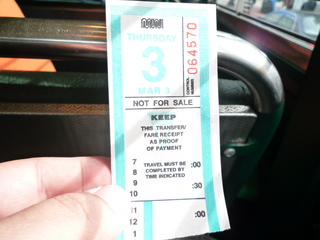 muni
THURSDAY
3
MAR 3
CONTROL NUMBER 064570
NOT FOR SALE
KEEP
THIS TRANSFER/
FARE RECEIPT
AS PROOF
OF PAYMENT
7
8
9
10
11
12
1
TRAVEL MUST BE
COMPLETED BY
TIME INDICATED
:00
:30
:00